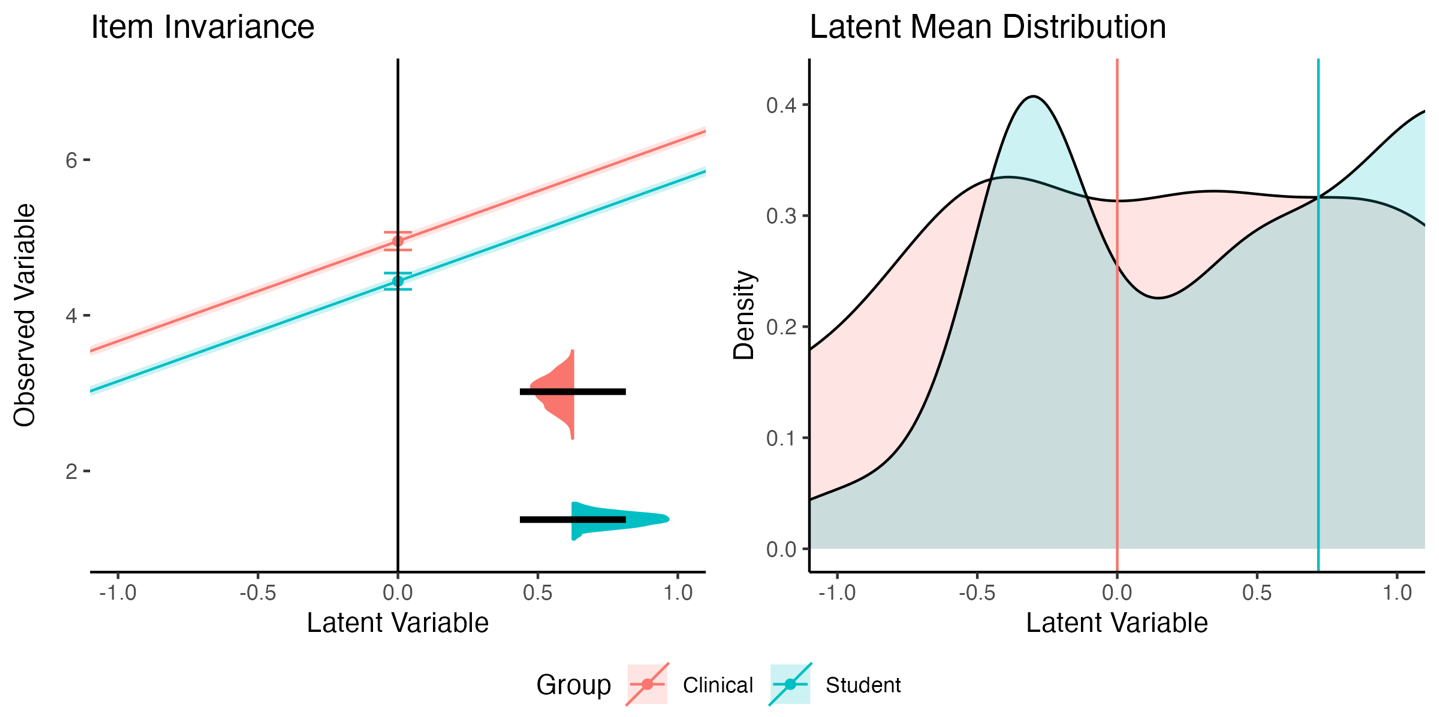 Item Invariance
Observed Variable
6
4
2
-1.0 -0.5 0.0 0.5 1.0
Latent Variable
Latent Mean Distribution
Density
0.4
0.3
0.2
0.1
0.0
-1.0 -0.5 0.0 0.5 1.0
Latent Variable
Group Clinical Student